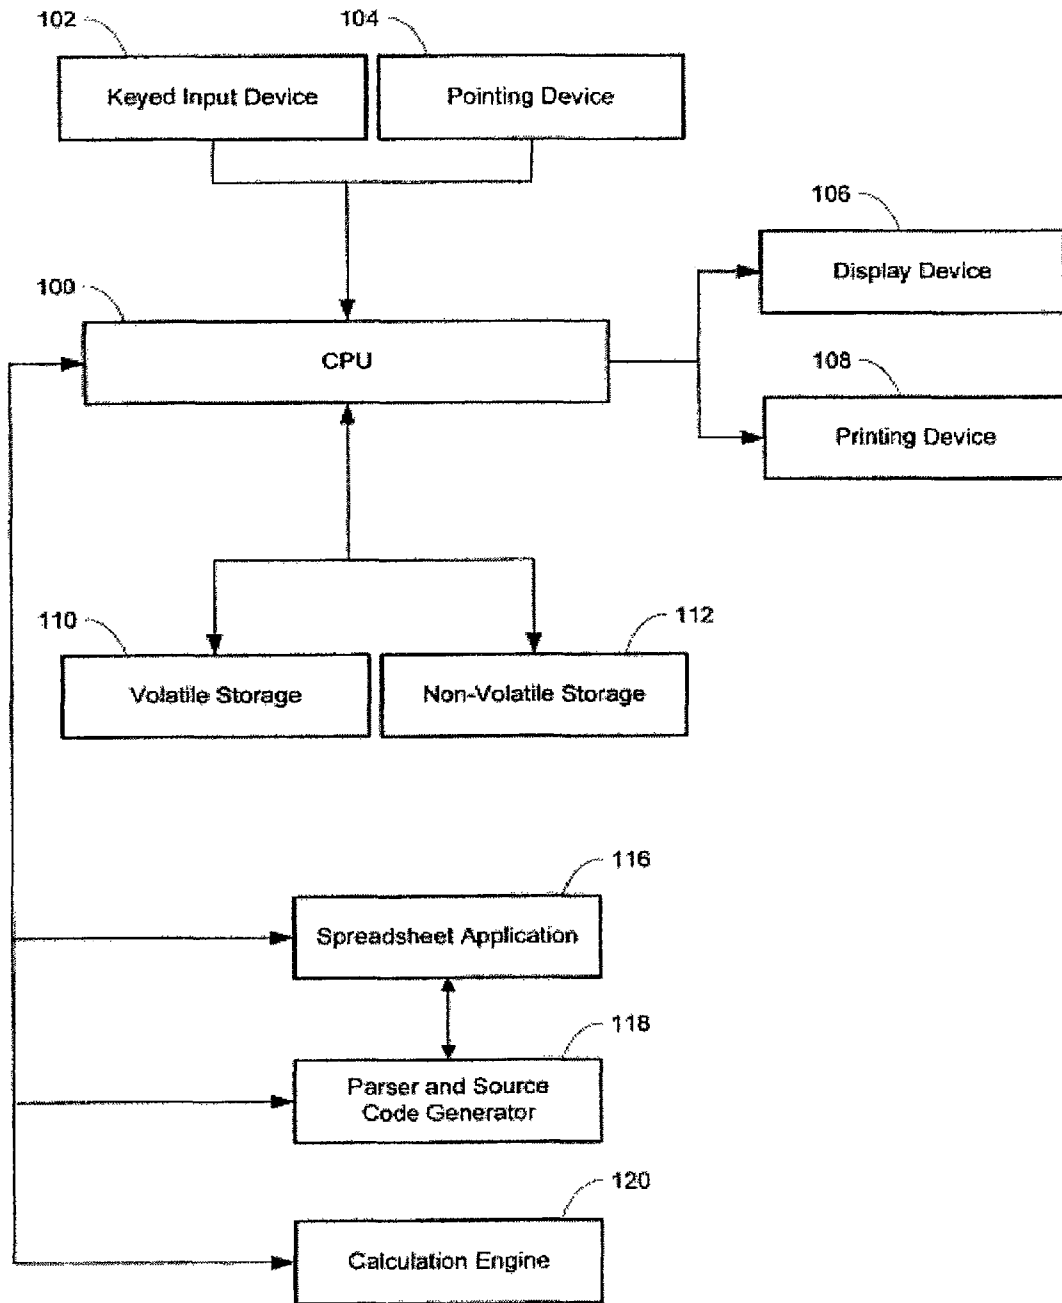 102
104
Keyed Input Device
Pointing Device
106
Display Device
100
CPU
108
Printing Device
110
112
Volatile Storage
Non-Volatile Storage
116
Spreadsheet Application
118
Parser and Source
Code Generator
120
Calculation Engine